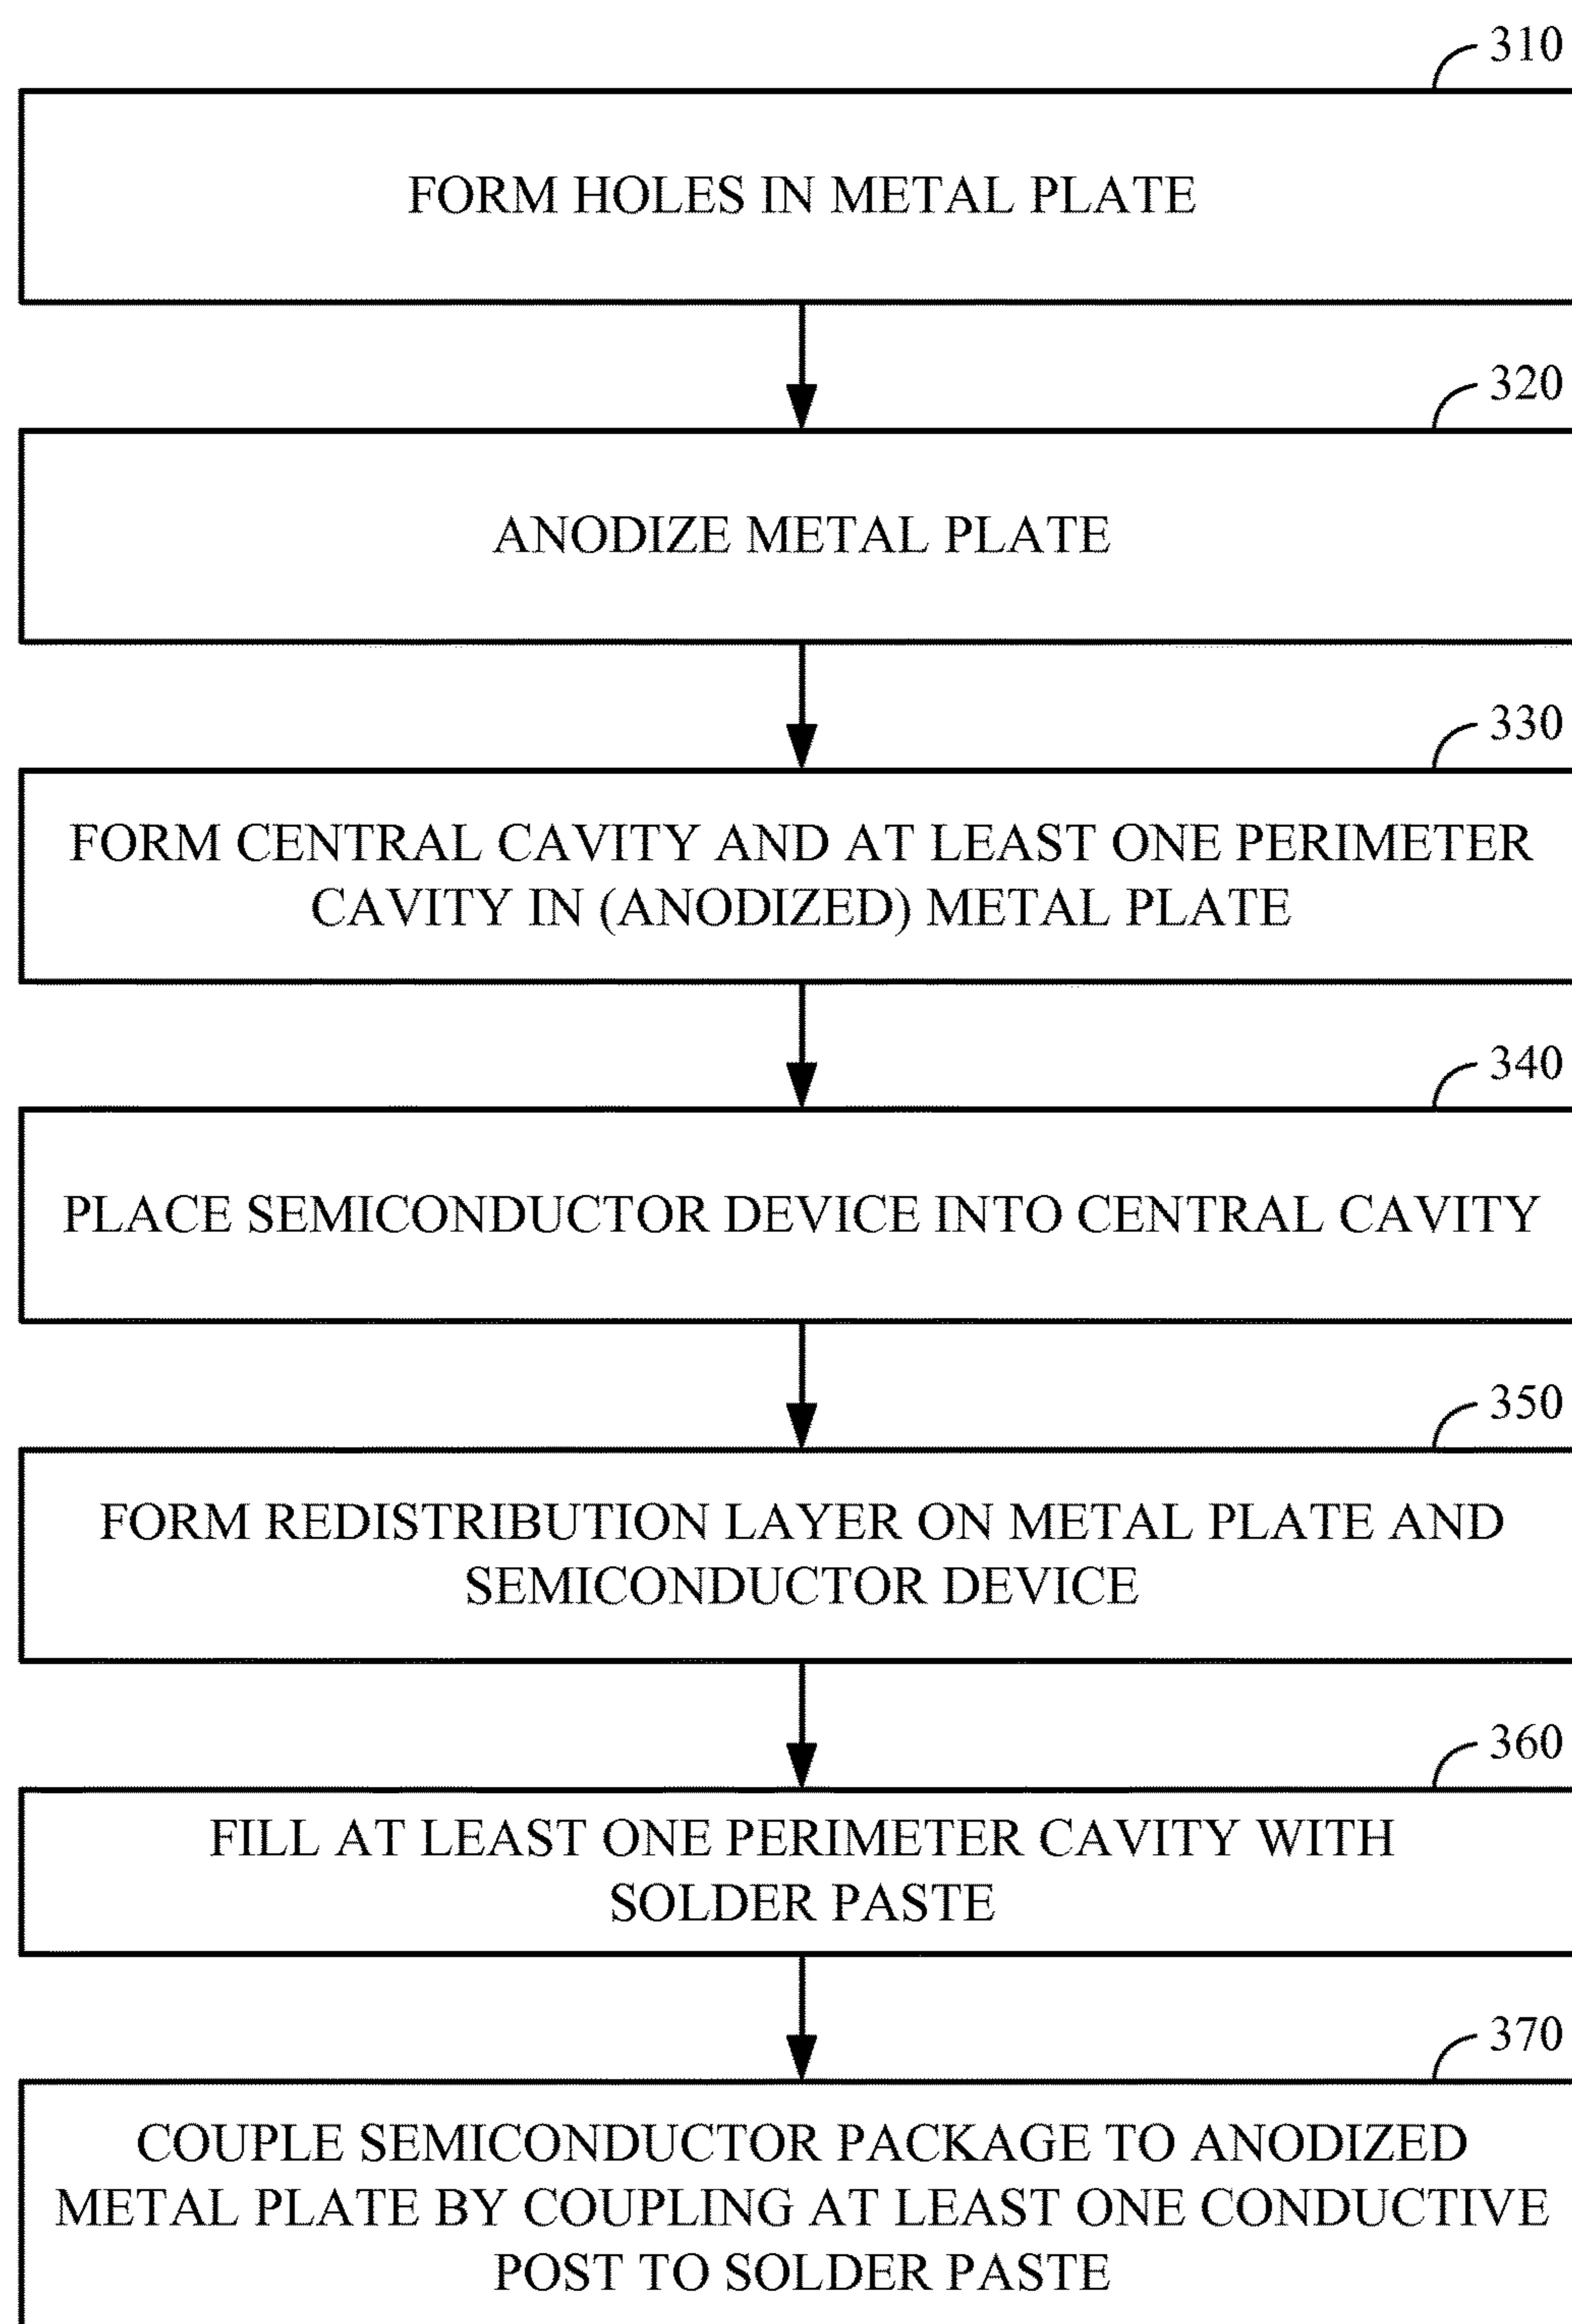 310
FORM HOLES IN METAL PLATE
320
ANODIZE METAL PLATE
330
FORM CENTRAL CAVITY AND AT LEAST ONE PERIMETER
CAVITY IN (ANODIZED) METAL PLATE
340
PLACE SEMICONDUCTOR DEVICE INTO CENTRAL CAVITY
350
FORM REDISTRIBUTION LAYER ON METAL PLATE AND
SEMICONDUCTOR DEVICE
360
FILL AT LEAST ONE PERIMETER CAVITY WITH
SOLDER PASTE
370
COUPLE SEMICONDUCTOR PACKAGE TO ANODIZED
METAL PLATE BY COUPLING AT LEAST ONE CONDUCTIVE
POST TO SOLDER PASTE